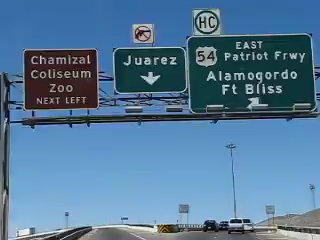 Chamizal
Coliseum
Zoo
NEXT LEFT
Juarez
HC
54
EAST
Patriot Frwy
Alamogordo
Ft Bliss